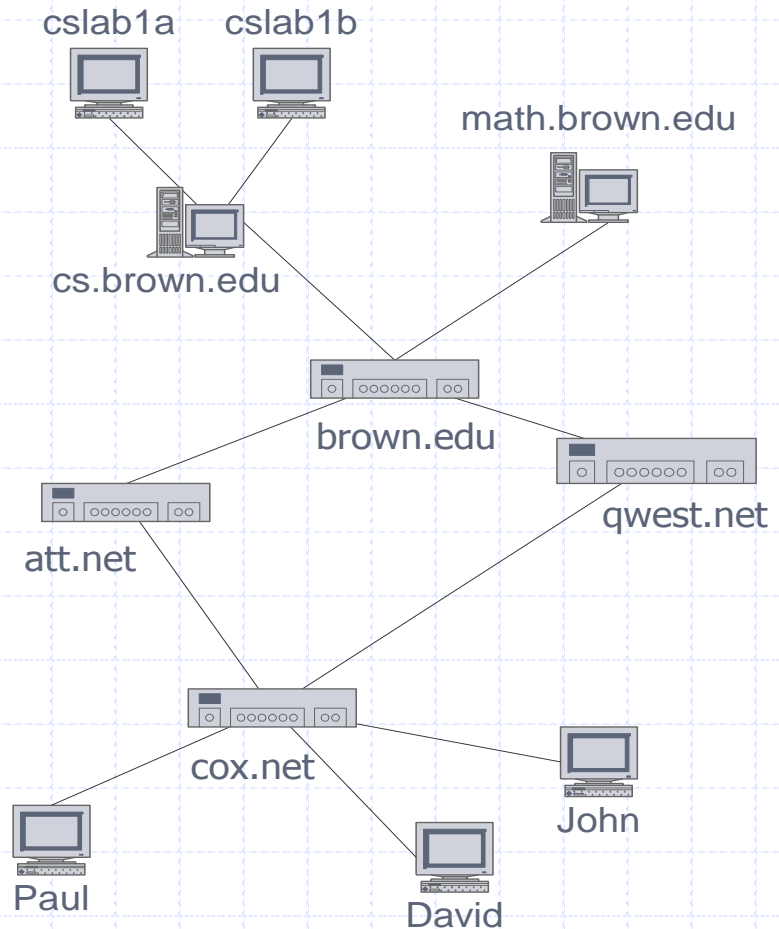 cslab1a
cslab1b
math.brown.edu
cs.brown.edu
brown.edu
qwest.net
att.net
cox.net
John
Paul
David